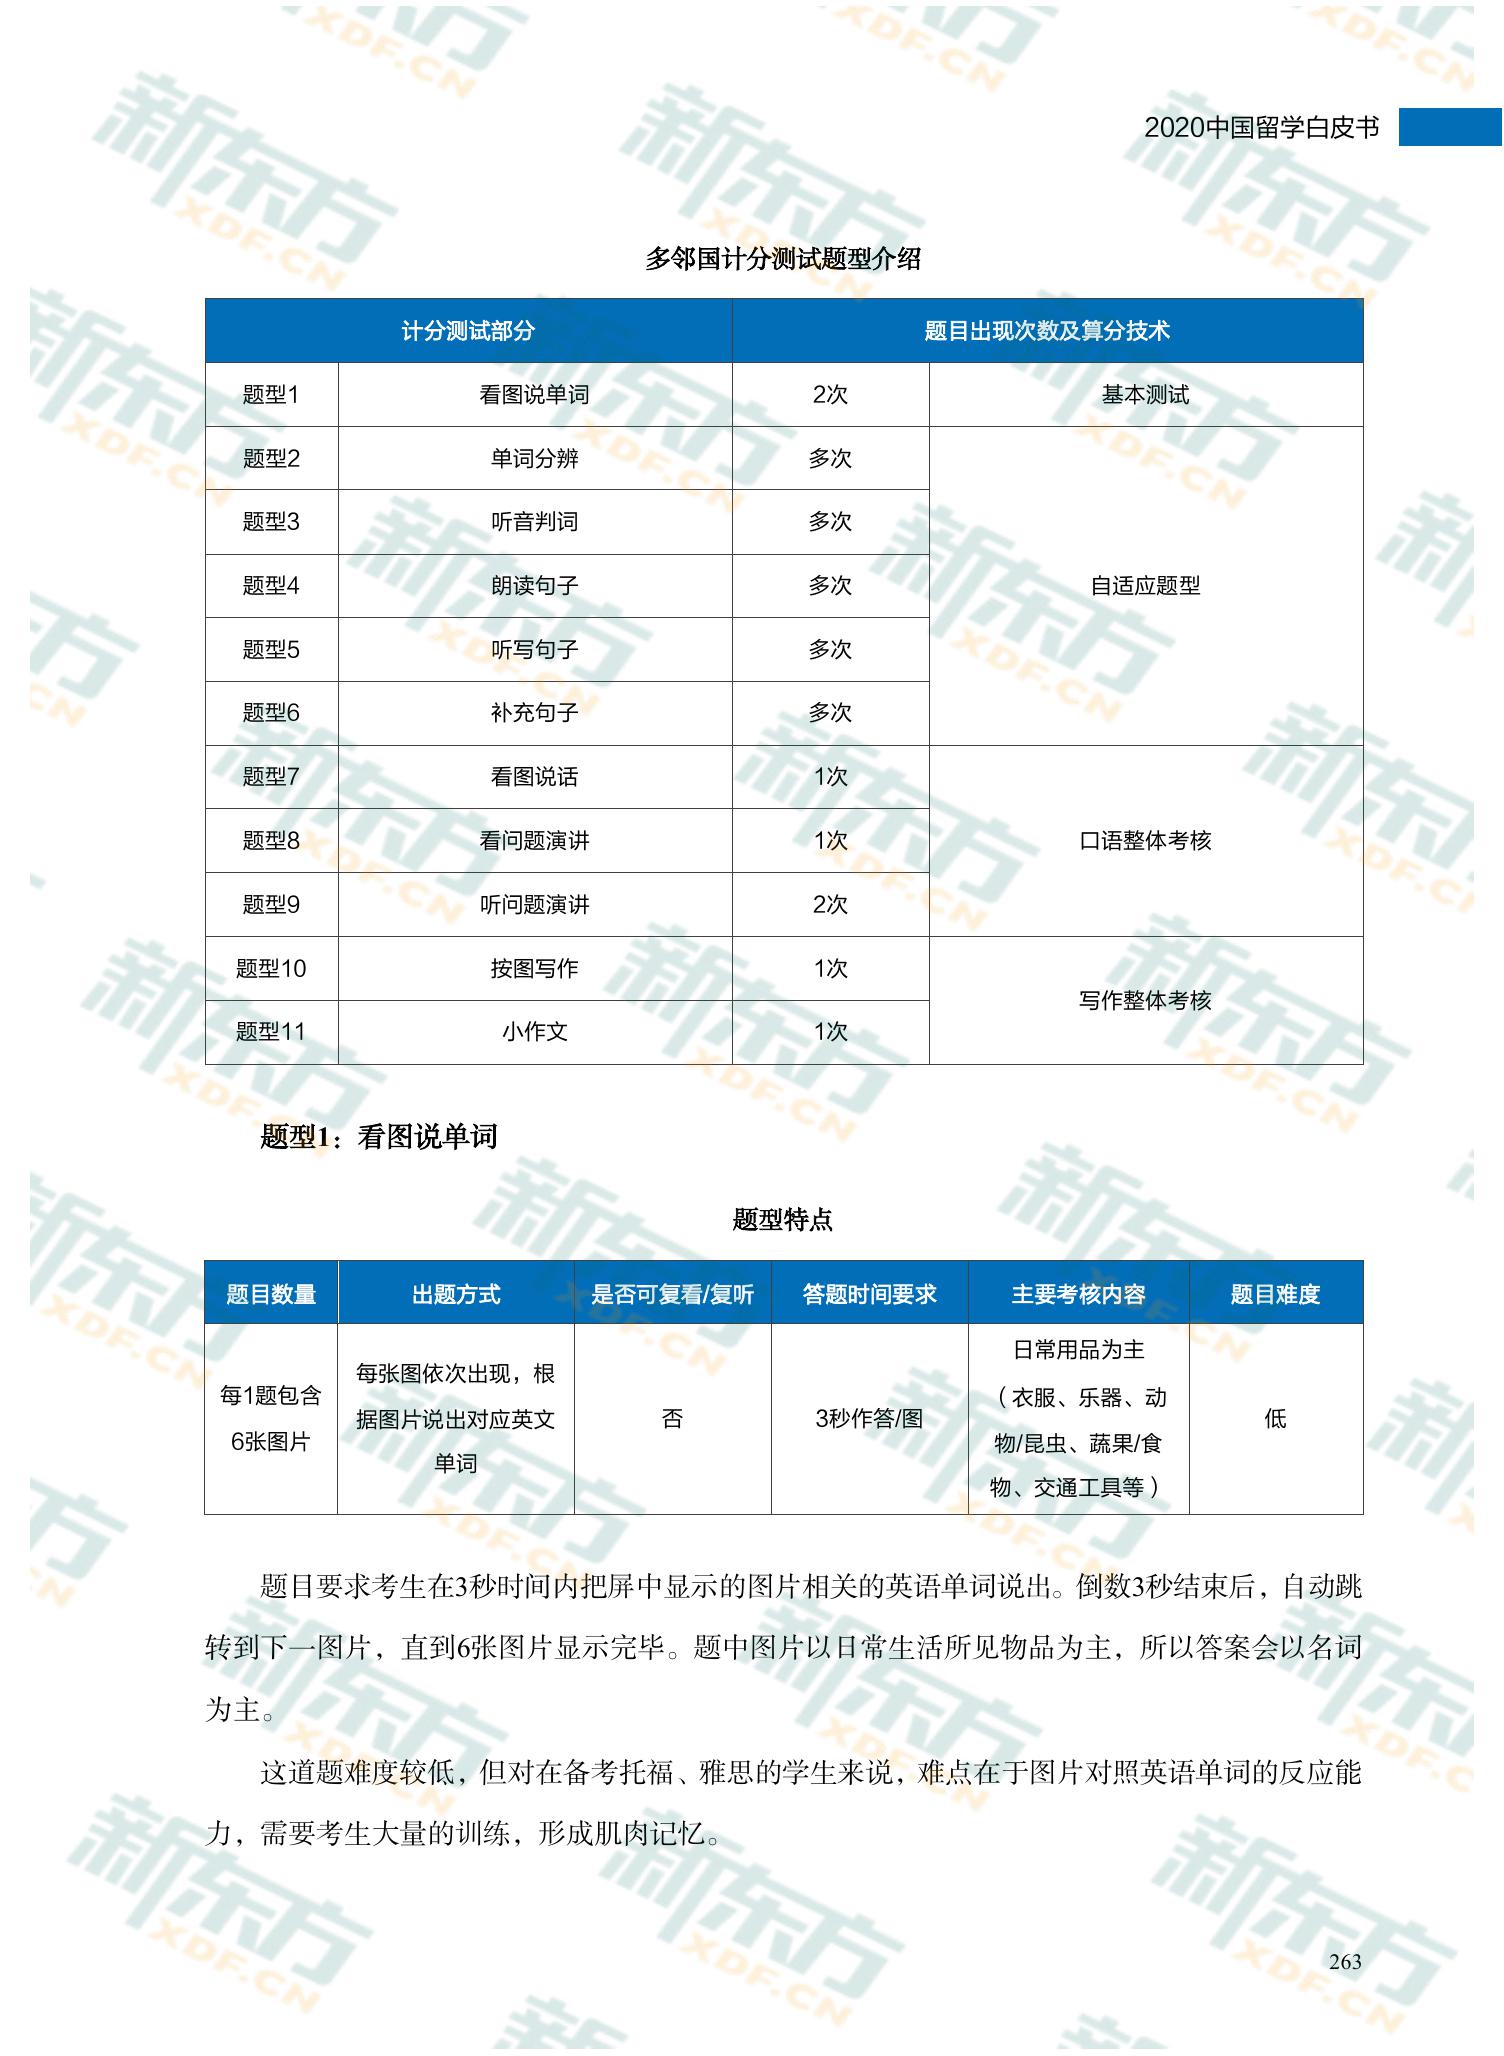 2020中国留学白皮书
多邻国计分测试题型介绍
计分测试部分 题目出现次数及算分技术
题型1 看图说单词 2次 基本测试
题型2 单词分辨 多次
题型3 听音判词 多次
题型4 朗读句子 多次 自适应题型
题型5 听写句子 多次
题型6 补充句子 多次
题型7 看图说话 1次
题型8 看问题演讲 1次 口语整体考核
题型9 听问题演讲 2次
题型10 按图写作 1次
写作整体考核
题型11 小作文 1次
题型1：看图说单词
题型特点
题目数量 出题方式 是否可复看/复听 答题时间要求 主要考核内容 题目难度
每1题包含
6张图片
每张图依次出现，根
据图片说出对应英文
单词
否
3秒作答/图
日常用品为主
（衣服、乐器、动
物/昆虫、蔬果/食
物、交通工具等）
低
题目要求考生在3秒时间内把屏中显示的图片相关的英语单词说出。倒数3秒结束后，自动跳
转到下一图片，直到6张图片显示完毕。题中图片以日常生活所见物品为主，所以答案会以名词
为主。
这道题难度较低，但对在备考托福、雅思的学生来说，难点在于图片对照英语单词的反应能
力，需要考生大量的训练，形成肌肉记忆。
263
新东方
XDF.CN